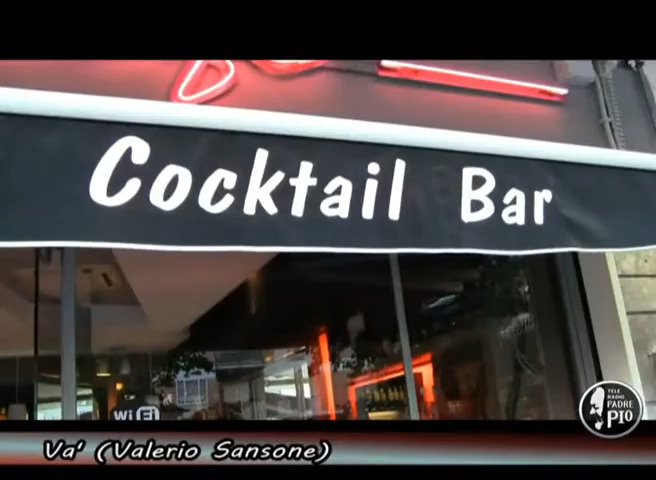 Cocktail Bar
Wi Fi
TELE
RADIO
PADRE
PIO
Va' (Valerio Sansone)